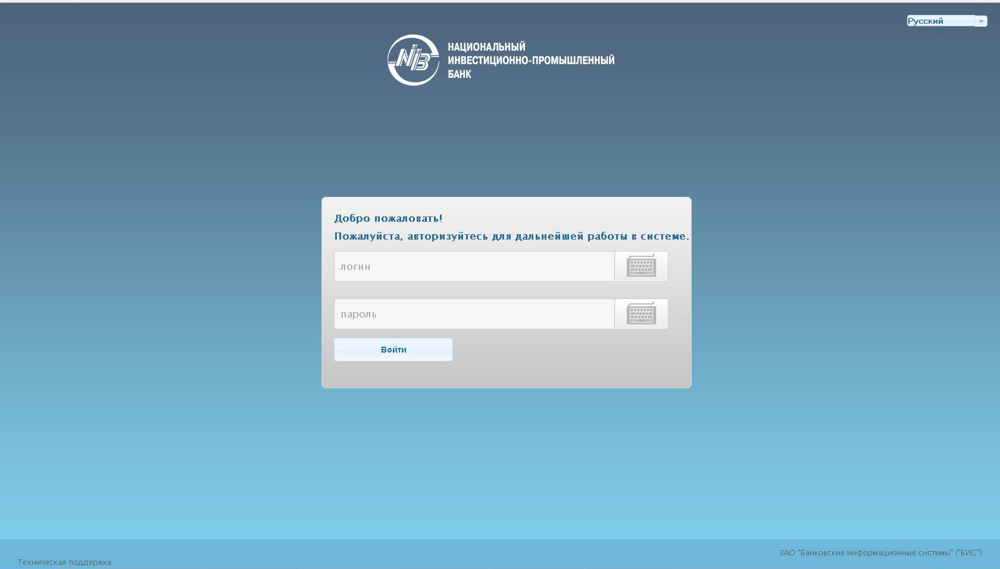 Русский
NIB
НАЦИОНАЛЬНЫЙ
ИНВЕСТИЦИОННО-ПРОМЫШЛЕННЫЙ
БАНК
Добро пожаловать!
Пожалуйста, авторизуйтесь для дальнейшей работы в системе.
логин
пароль
Войти
ЗАО "Банковские информационные системы" ("БИС")
Техническая поддержка